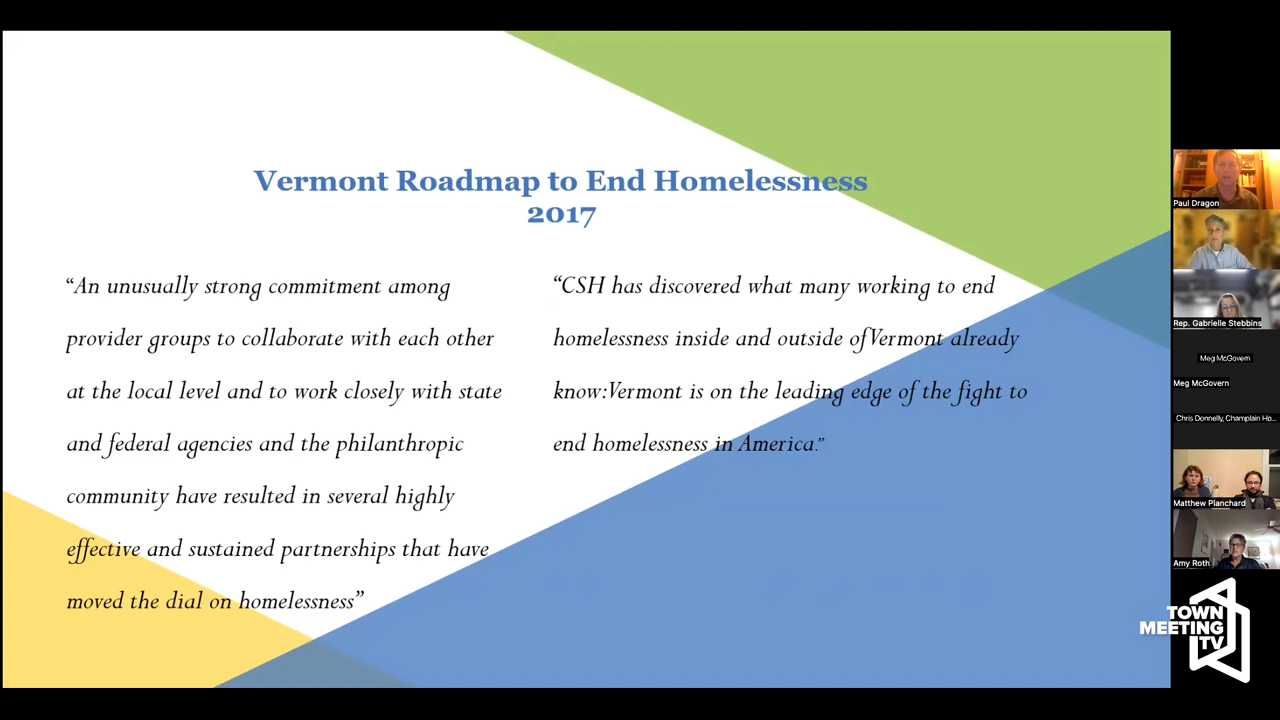 Vermont Roadmap to End Homelessness
2017
“An unusually strong commitment among
provider groups to collaborate with each other
at the local level and to work closely with state
and federal agencies and the philanthropic
community have resulted in several highly
effective and sustained partnerships that have
moved the dial on homelessness”
“CSH has discovered what many working to end
homelessness inside and outside ofVermont already
know:Vermont is on the leading edge of the fight to
end homelessness in America.”
Paul Dragon
Rep. Gabrielle Stebbins
Meg McGovern
Meg McGovern
Chris Donnelly, Champlain Ho...
Matthew Planchard
Amy Roth
TOWN
MEETING
TV